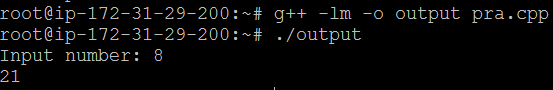 root@ip-172-31-29-200:~# g++ -lm -o output pra.cpp
root@ip-172-31-29-200:~# ./output
Input number: 8
21